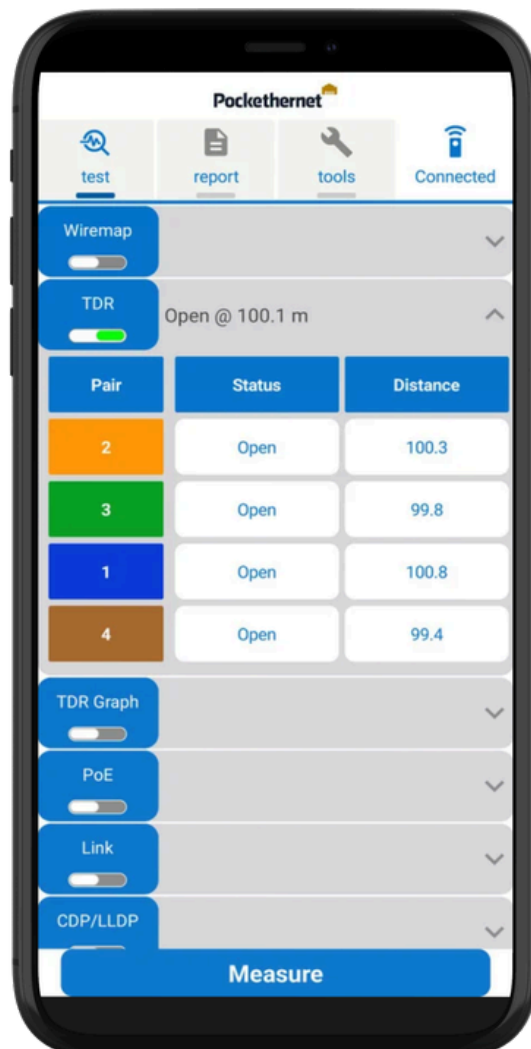 Pockethernet
test report tools Connected
Wiremap
TDR Open @ 100.1 m
Pair Status Distance
2 Open 100.3
3 Open 99.8
1 Open 100.8
4 Open 99.4
TDR Graph
PoE
Link
CDP/LLDP
Measure